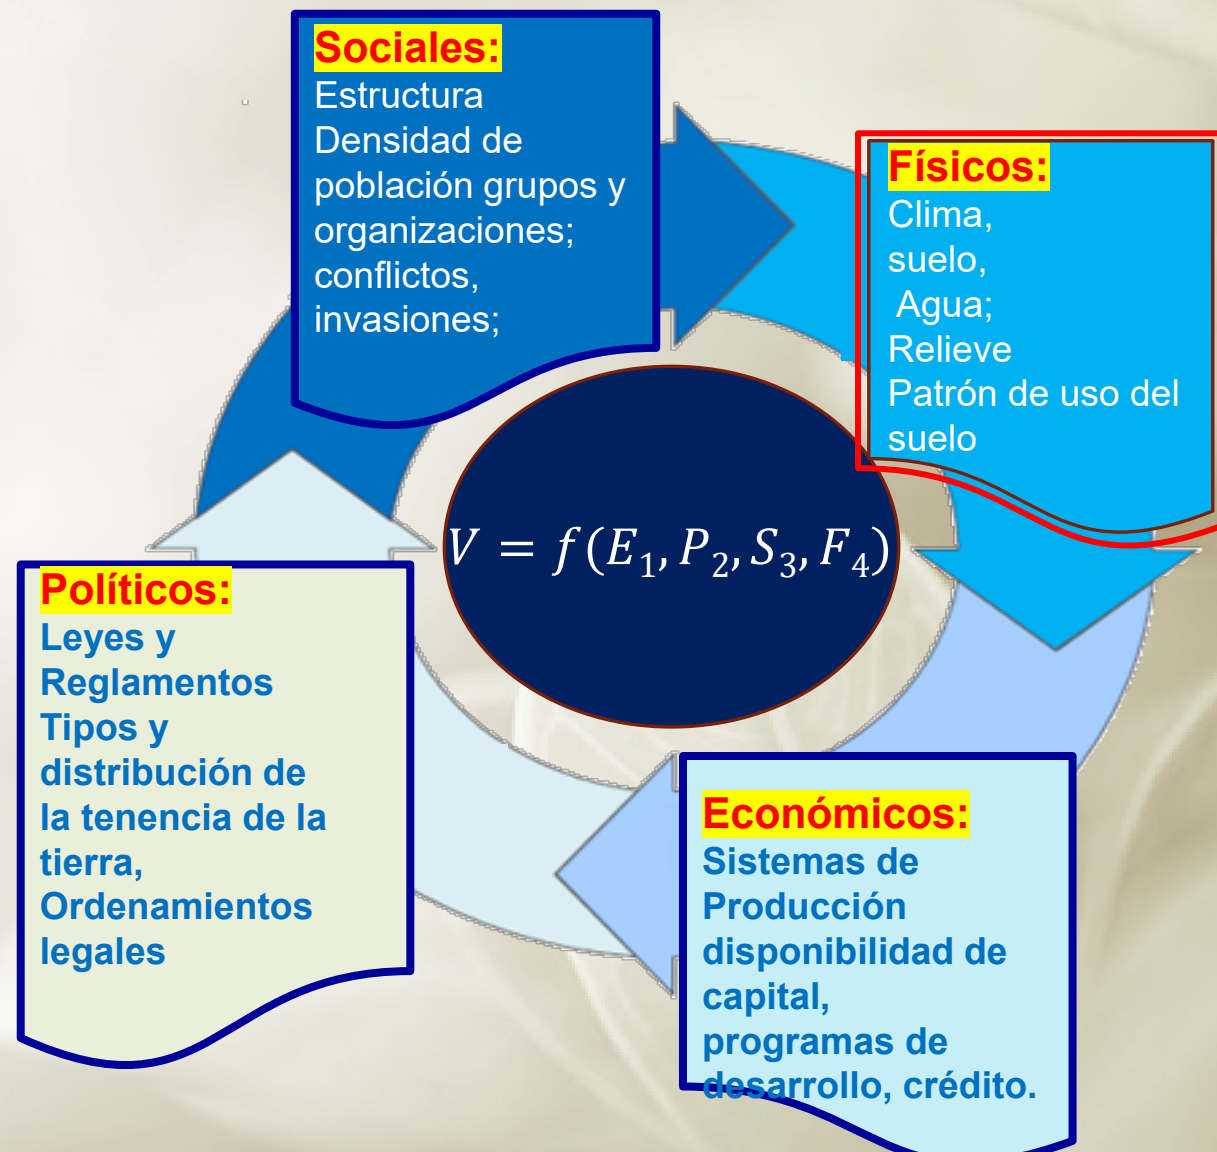 Sociales:
Estructura
Densidad de
población grupos y
organizaciones;
conflictos,
invasiones;
Físicos:
Clima,
suelo,
Agua;
Relieve
Patrón de uso del
suelo
V = f(E₁, P₂, S₃, F₄)
Políticos:
Leyes y
Reglamentos
Tipos y
distribución de
la tenencia de la
tierra,
Ordenamientos
legales
Económicos:
Sistemas de
Producción
disponibilidad de
capital,
programas de
desarrollo, crédito.